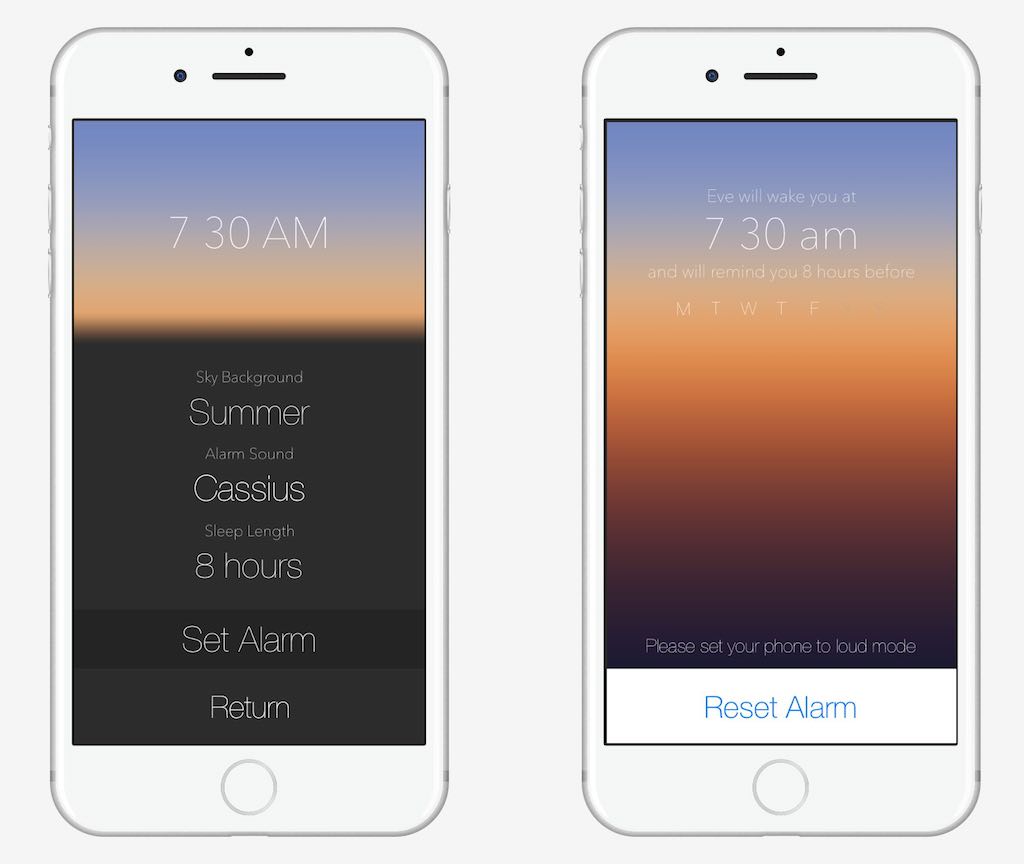 7 30 AM
Sky Background
Summer
Alarm Sound
Cassius
Sleep Length
8 hours
Set Alarm
Return
Eve will wake you at
7 30 am
and will remind you 8 hours before
M T W T F
Please set your phone to loud mode
Reset Alarm